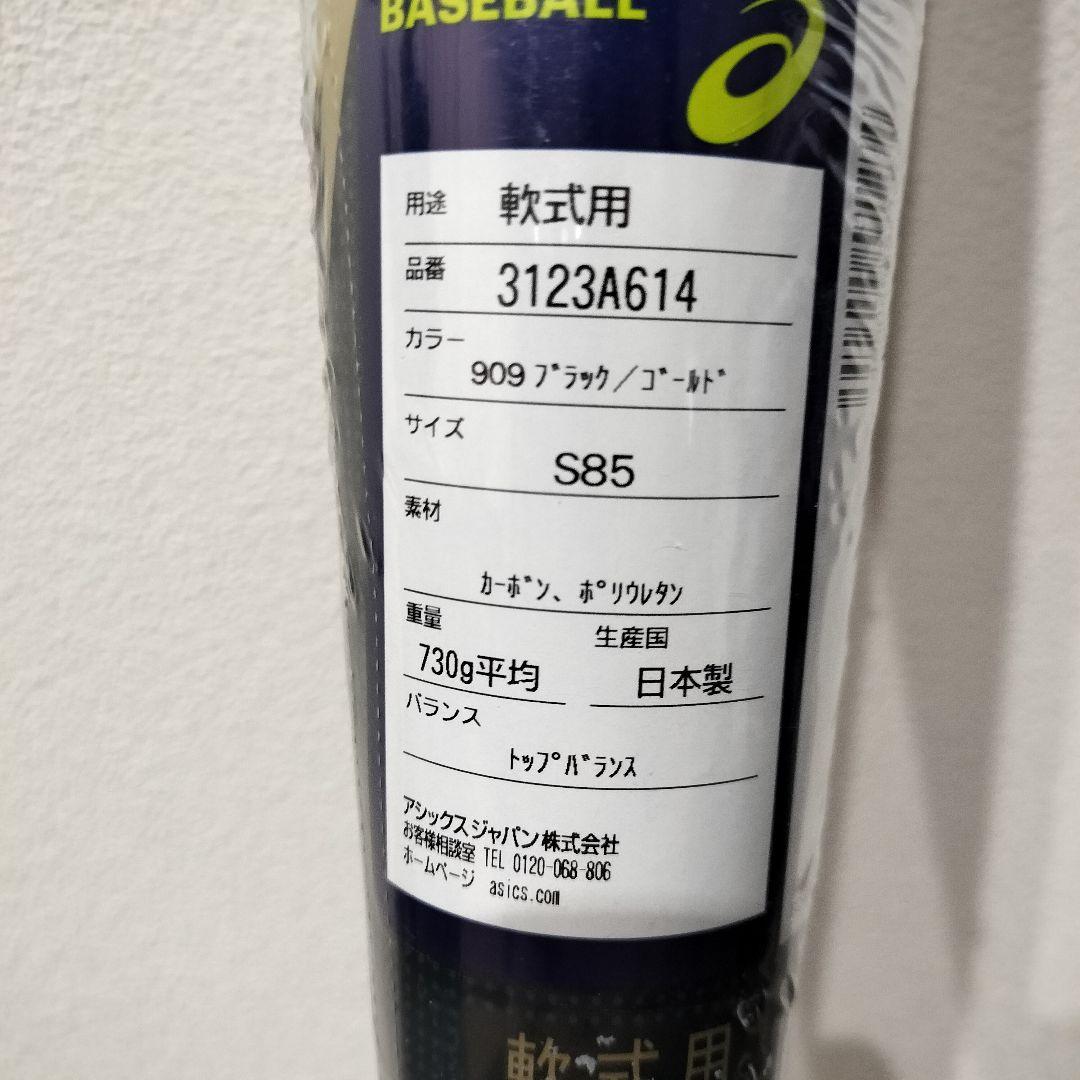 BASEBALL
用途 軟式用
品番 3123A614
カラー
909 ﾌﾞﾗｯｸ／ｺﾞｰﾙﾄﾞ
サイズ
S85
素材
ｶｰﾎﾞﾝ、ﾎﾟﾘｳﾚﾀﾝ
重量 生産国
730g平均 日本製
バランス
ﾄｯﾌﾟﾊﾞﾗﾝｽ
アシックスジャパン株式会社
お客様相談室 TEL 0120-068-806
ホームページ asics.com
軟式用